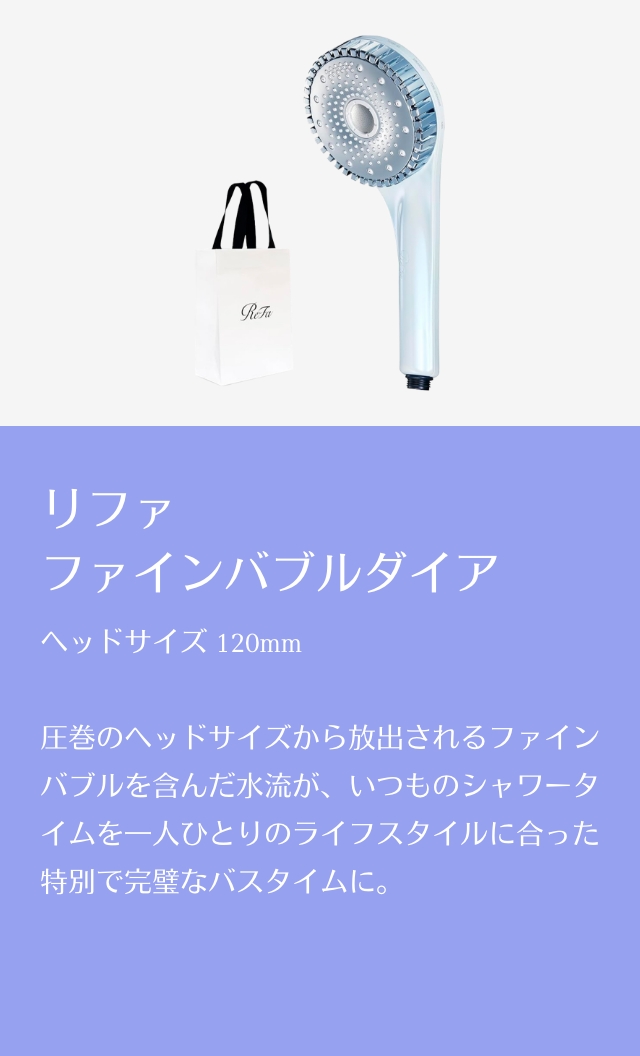 ReFa
リファ
ファインバブルダイア
ヘッドサイズ 120mm
圧巻のヘッドサイズから放出されるファイン
バブルを含んだ水流が、いつものシャワータ
イムを一人ひとりのライフスタイルに合った
特別で完璧なバスタイムに。